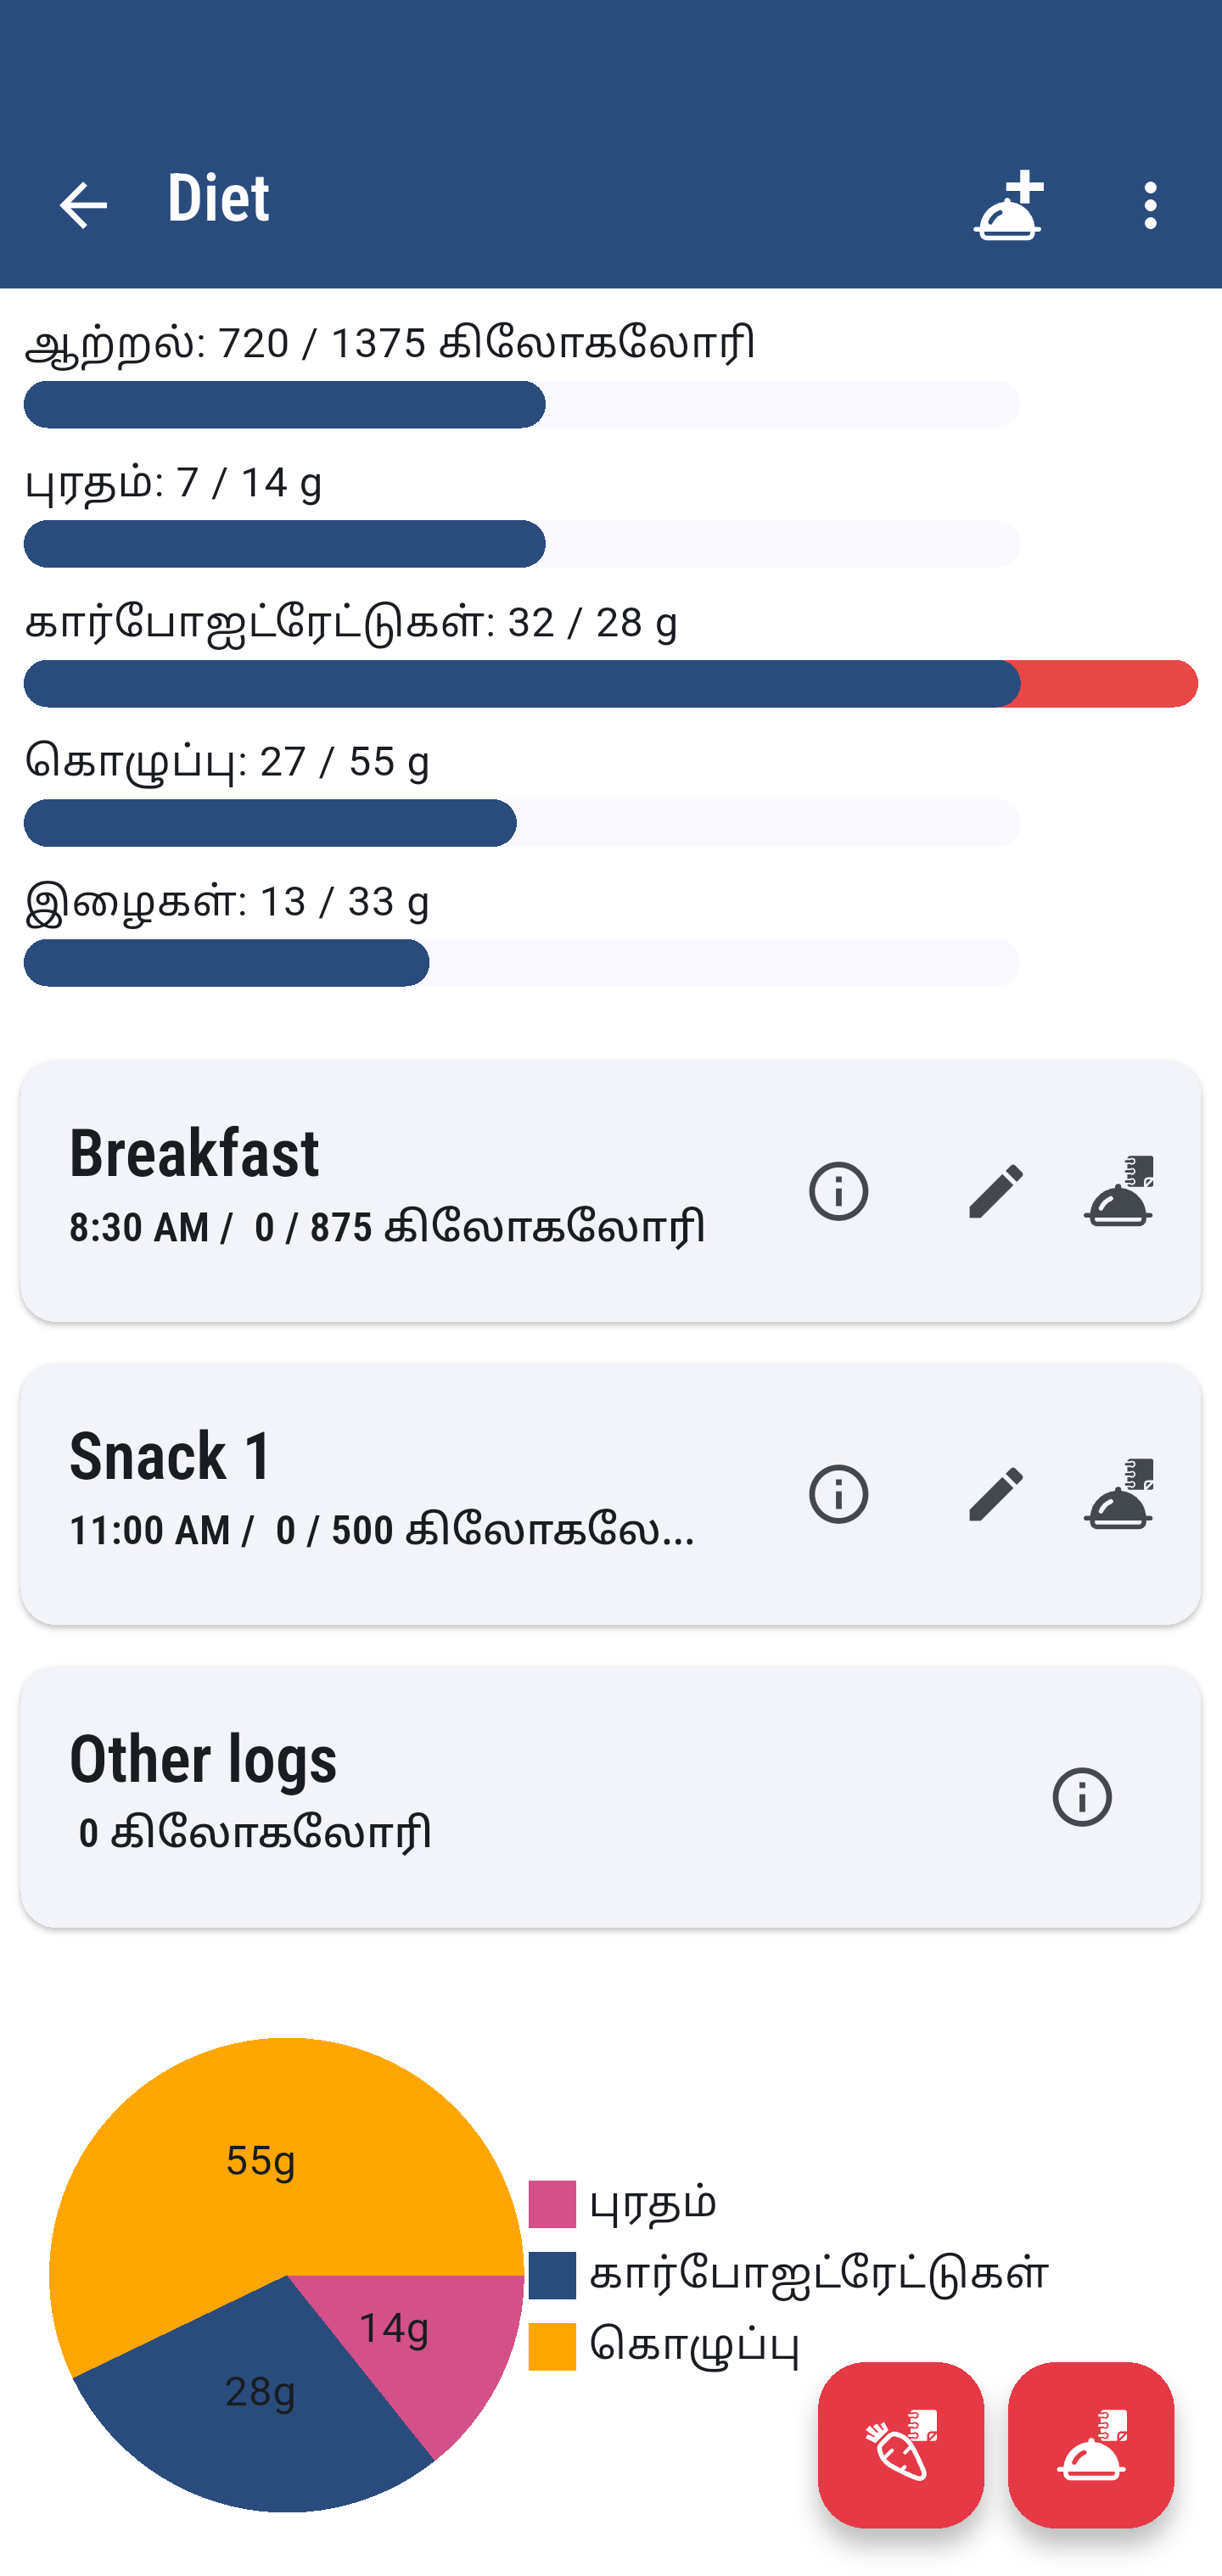 Diet
ஆற்றல்: 720 / 1375 கிலோகலோரி
புரதம்: 7 / 14 g
கார்போஐட்ரேட்டுகள்: 32 / 28 g
கொழுப்பு: 27 / 55 g
இழைகள்: 13 / 33 g
Breakfast
8:30 AM / 0 / 875 கிலோகலோரி
Snack 1
11:00 AM / 0 / 500 கிலோகலே...
Other logs
0 கிலோகலோரி
55g
14g
28g
புரதம்
கார்போஐட்ரேட்டுகள்
கொழுப்பு